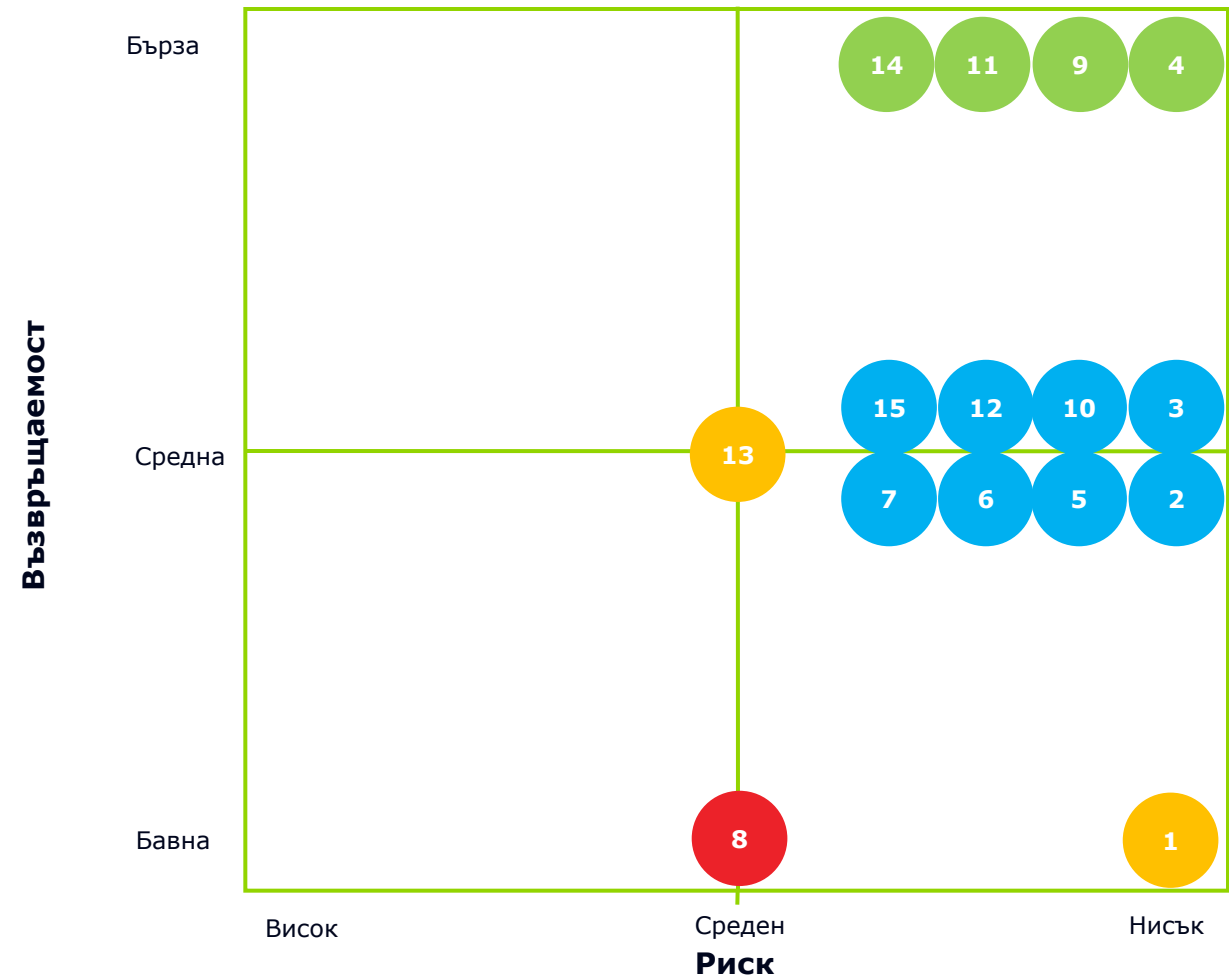 Бърза
14 11 9 4
Възвръщаемост
15 12 10 3
Средна
13
7 6 5 2
Бавна
8
1
Висок
Среден
Нисък
Риск